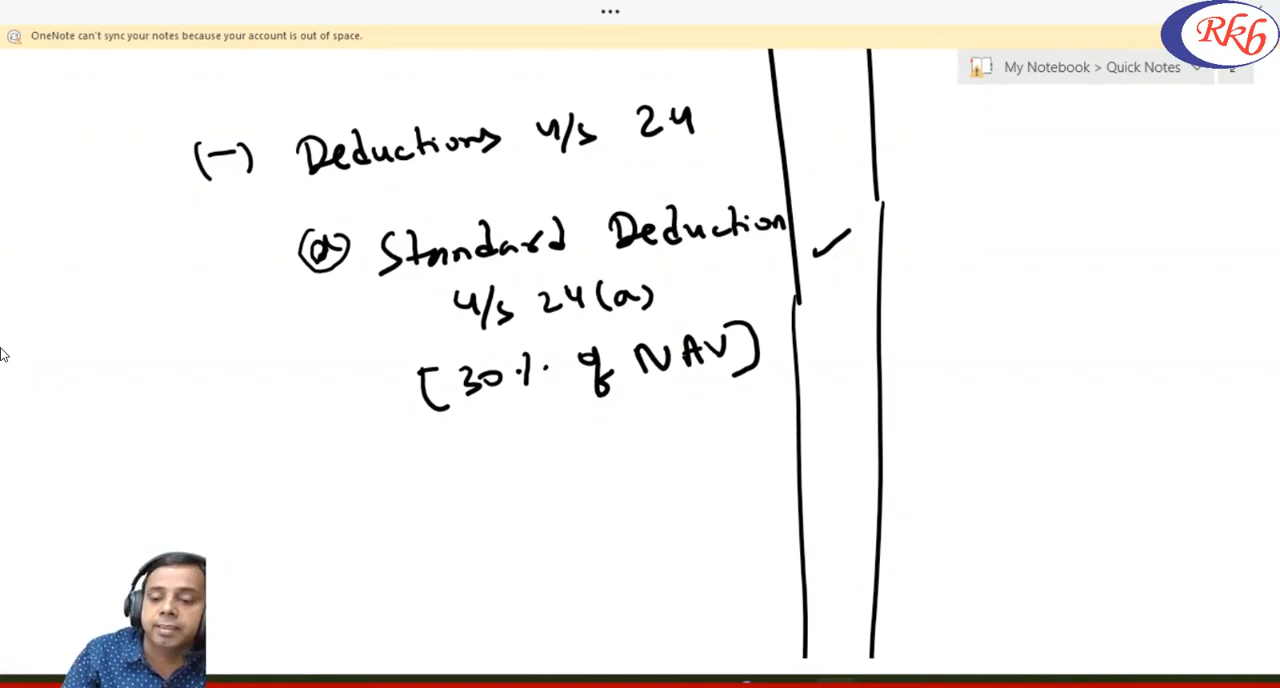 OneNote can't sync your notes because your account is out of space.
Rkb
My Notebook > Quick Notes
(-) Deductions u/s 24
(a) Standard Deduction ✓
u/s 24(a)
[30% of NAV]